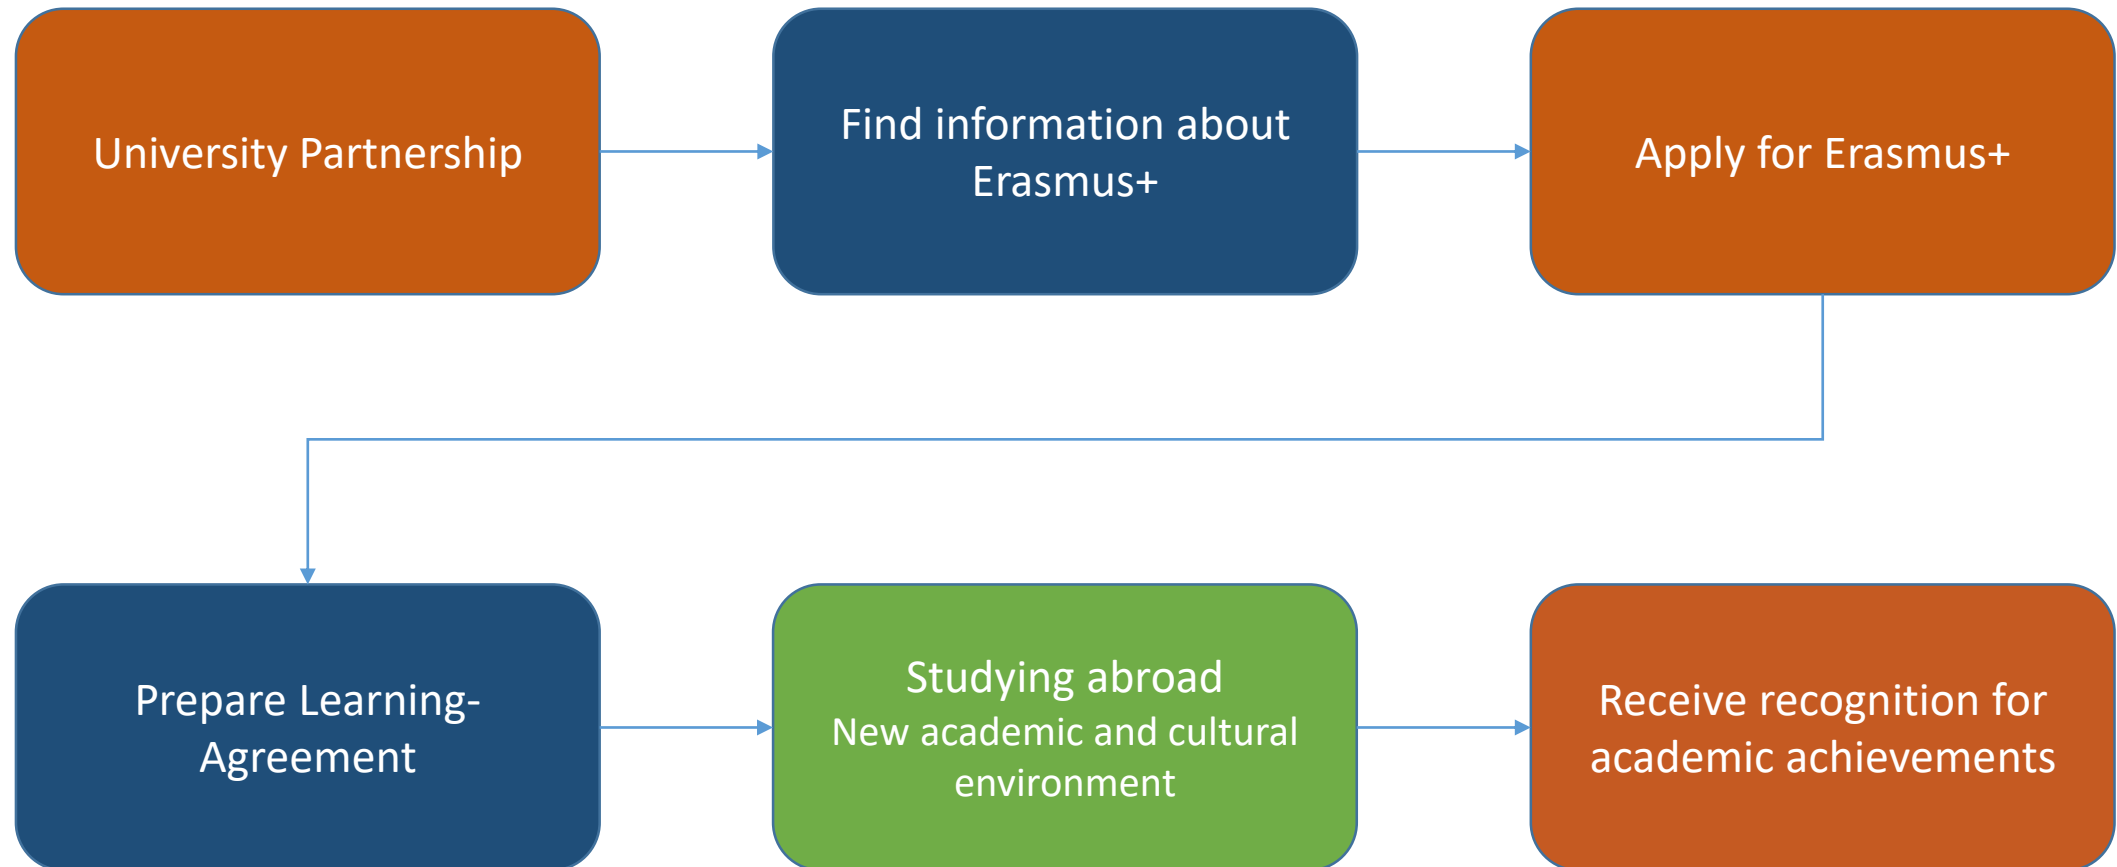 University Partnership
Find information about
Erasmus+
Apply for Erasmus+
Prepare Learning-
Agreement
Studying abroad
New academic and cultural
environment
Receive recognition for
academic achievements